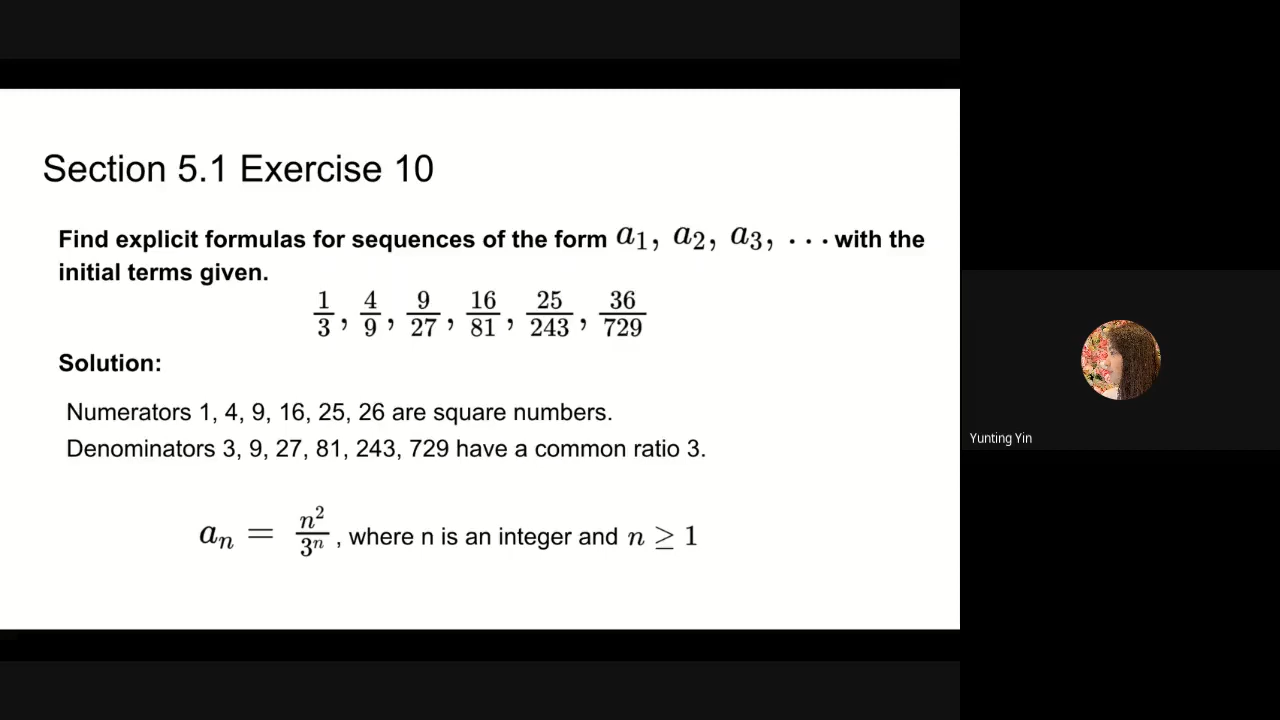 Section 5.1 Exercise 10
Find explicit formulas for sequences of the form a₁, a₂, a₃, ··· with the
initial terms given.
1/3, 4/9, 9/27, 16/81, 25/243, 36/729
Solution:
Numerators 1, 4, 9, 16, 25, 26 are square numbers.
Denominators 3, 9, 27, 81, 243, 729 have a common ratio 3.
aₙ = n²/3ⁿ , where n is an integer and n ≥ 1
Yunting Yin